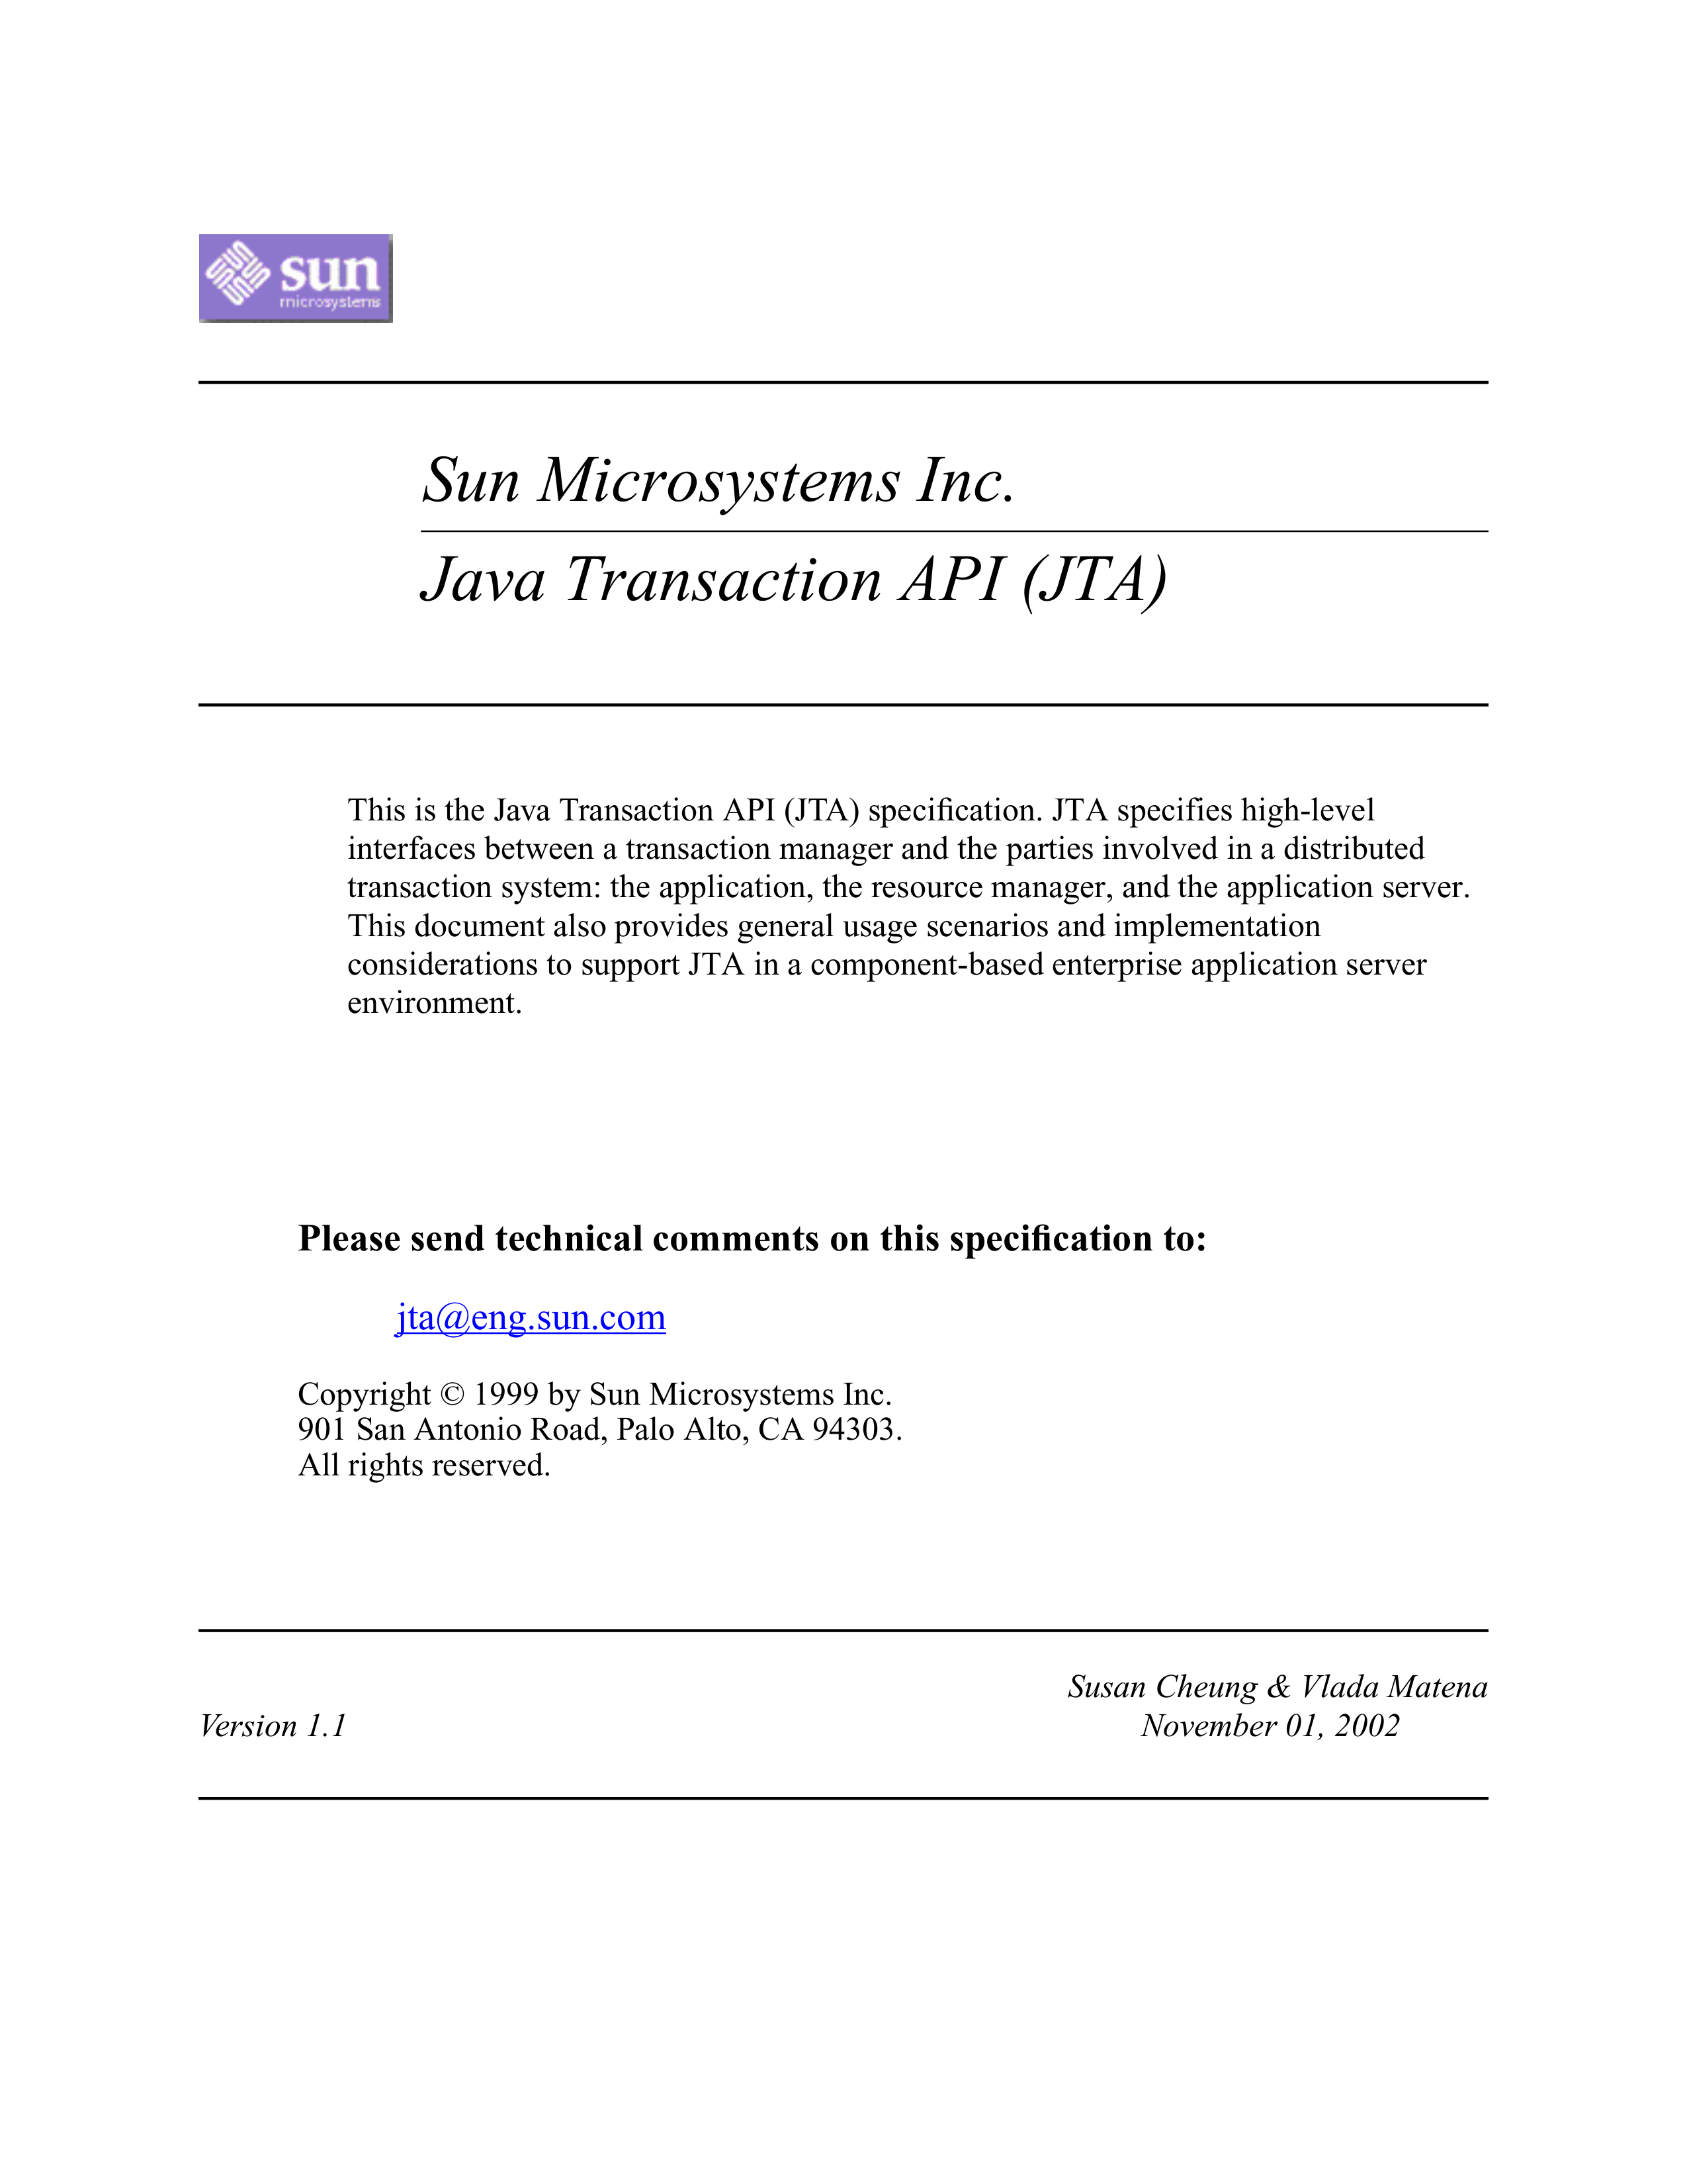 sun
microsystems
Sun Microsystems Inc.
Java Transaction API (JTA)
This is the Java Transaction API (JTA) specification. JTA specifies high-level
interfaces between a transaction manager and the parties involved in a distributed
transaction system: the application, the resource manager, and the application server.
This document also provides general usage scenarios and implementation
considerations to support JTA in a component-based enterprise application server
environment.
Please send technical comments on this specification to:
jta@eng.sun.com
Copyright © 1999 by Sun Microsystems Inc.
901 San Antonio Road, Palo Alto, CA 94303.
All rights reserved.
Susan Cheung & Vlada Matena
Version 1.1 November 01, 2002